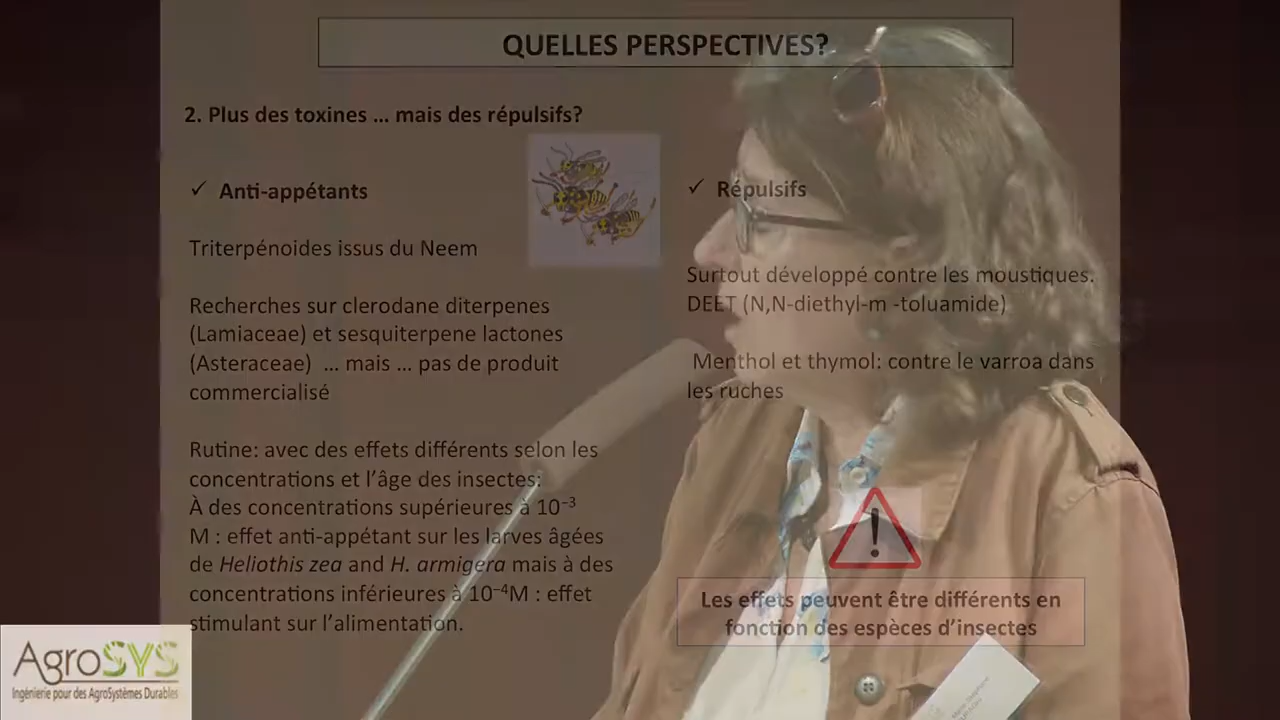 QUELLES PERSPECTIVES?
2. Plus des toxines ... mais des répulsifs?
✓ Anti-appétants
Triterpénoides issus du Neem
Recherches sur clerodane diterpenes
(Lamiaceae) et sesquiterpene lactones
(Asteraceae) ... mais ... pas de produit
commercialisé
Rutine: avec des effets différents selon les
concentrations et l’âge des insectes:
À des concentrations supérieures à 10⁻³
M : effet anti-appétant sur les larves âgées
de Heliothis zea and H. armigera mais à des
concentrations inférieures à 10⁻⁴M : effet
stimulant sur l’alimentation.
✓ Répulsifs
Surtout développé contre les moustiques.
DEET (N,N-diethyl-m -toluamide)
Menthol et thymol: contre le varroa dans
les ruches
Les effets peuvent être différents en
fonction des espèces d’insectes
AgroSYS
Ingénierie pour des AgroSystèmes Durables